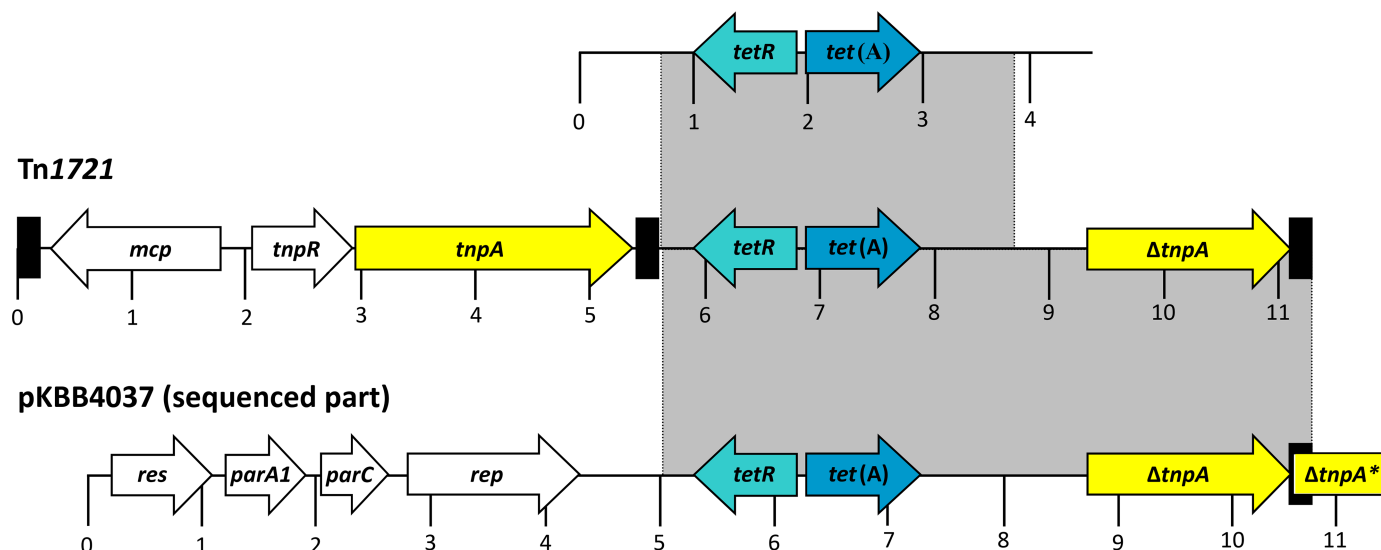 tetR tet(A)
0 1 2 3 4
Tn1721
mcp tnpR tnpA tetR tet(A) ΔtnpA
0 1 2 3 4 5 6 7 8 9 10 11
pKBB4037 (sequenced part)
res parA1 parC rep tetR tet(A) ΔtnpA ΔtnpA*
0 1 2 3 4 5 6 7 8 9 10 11